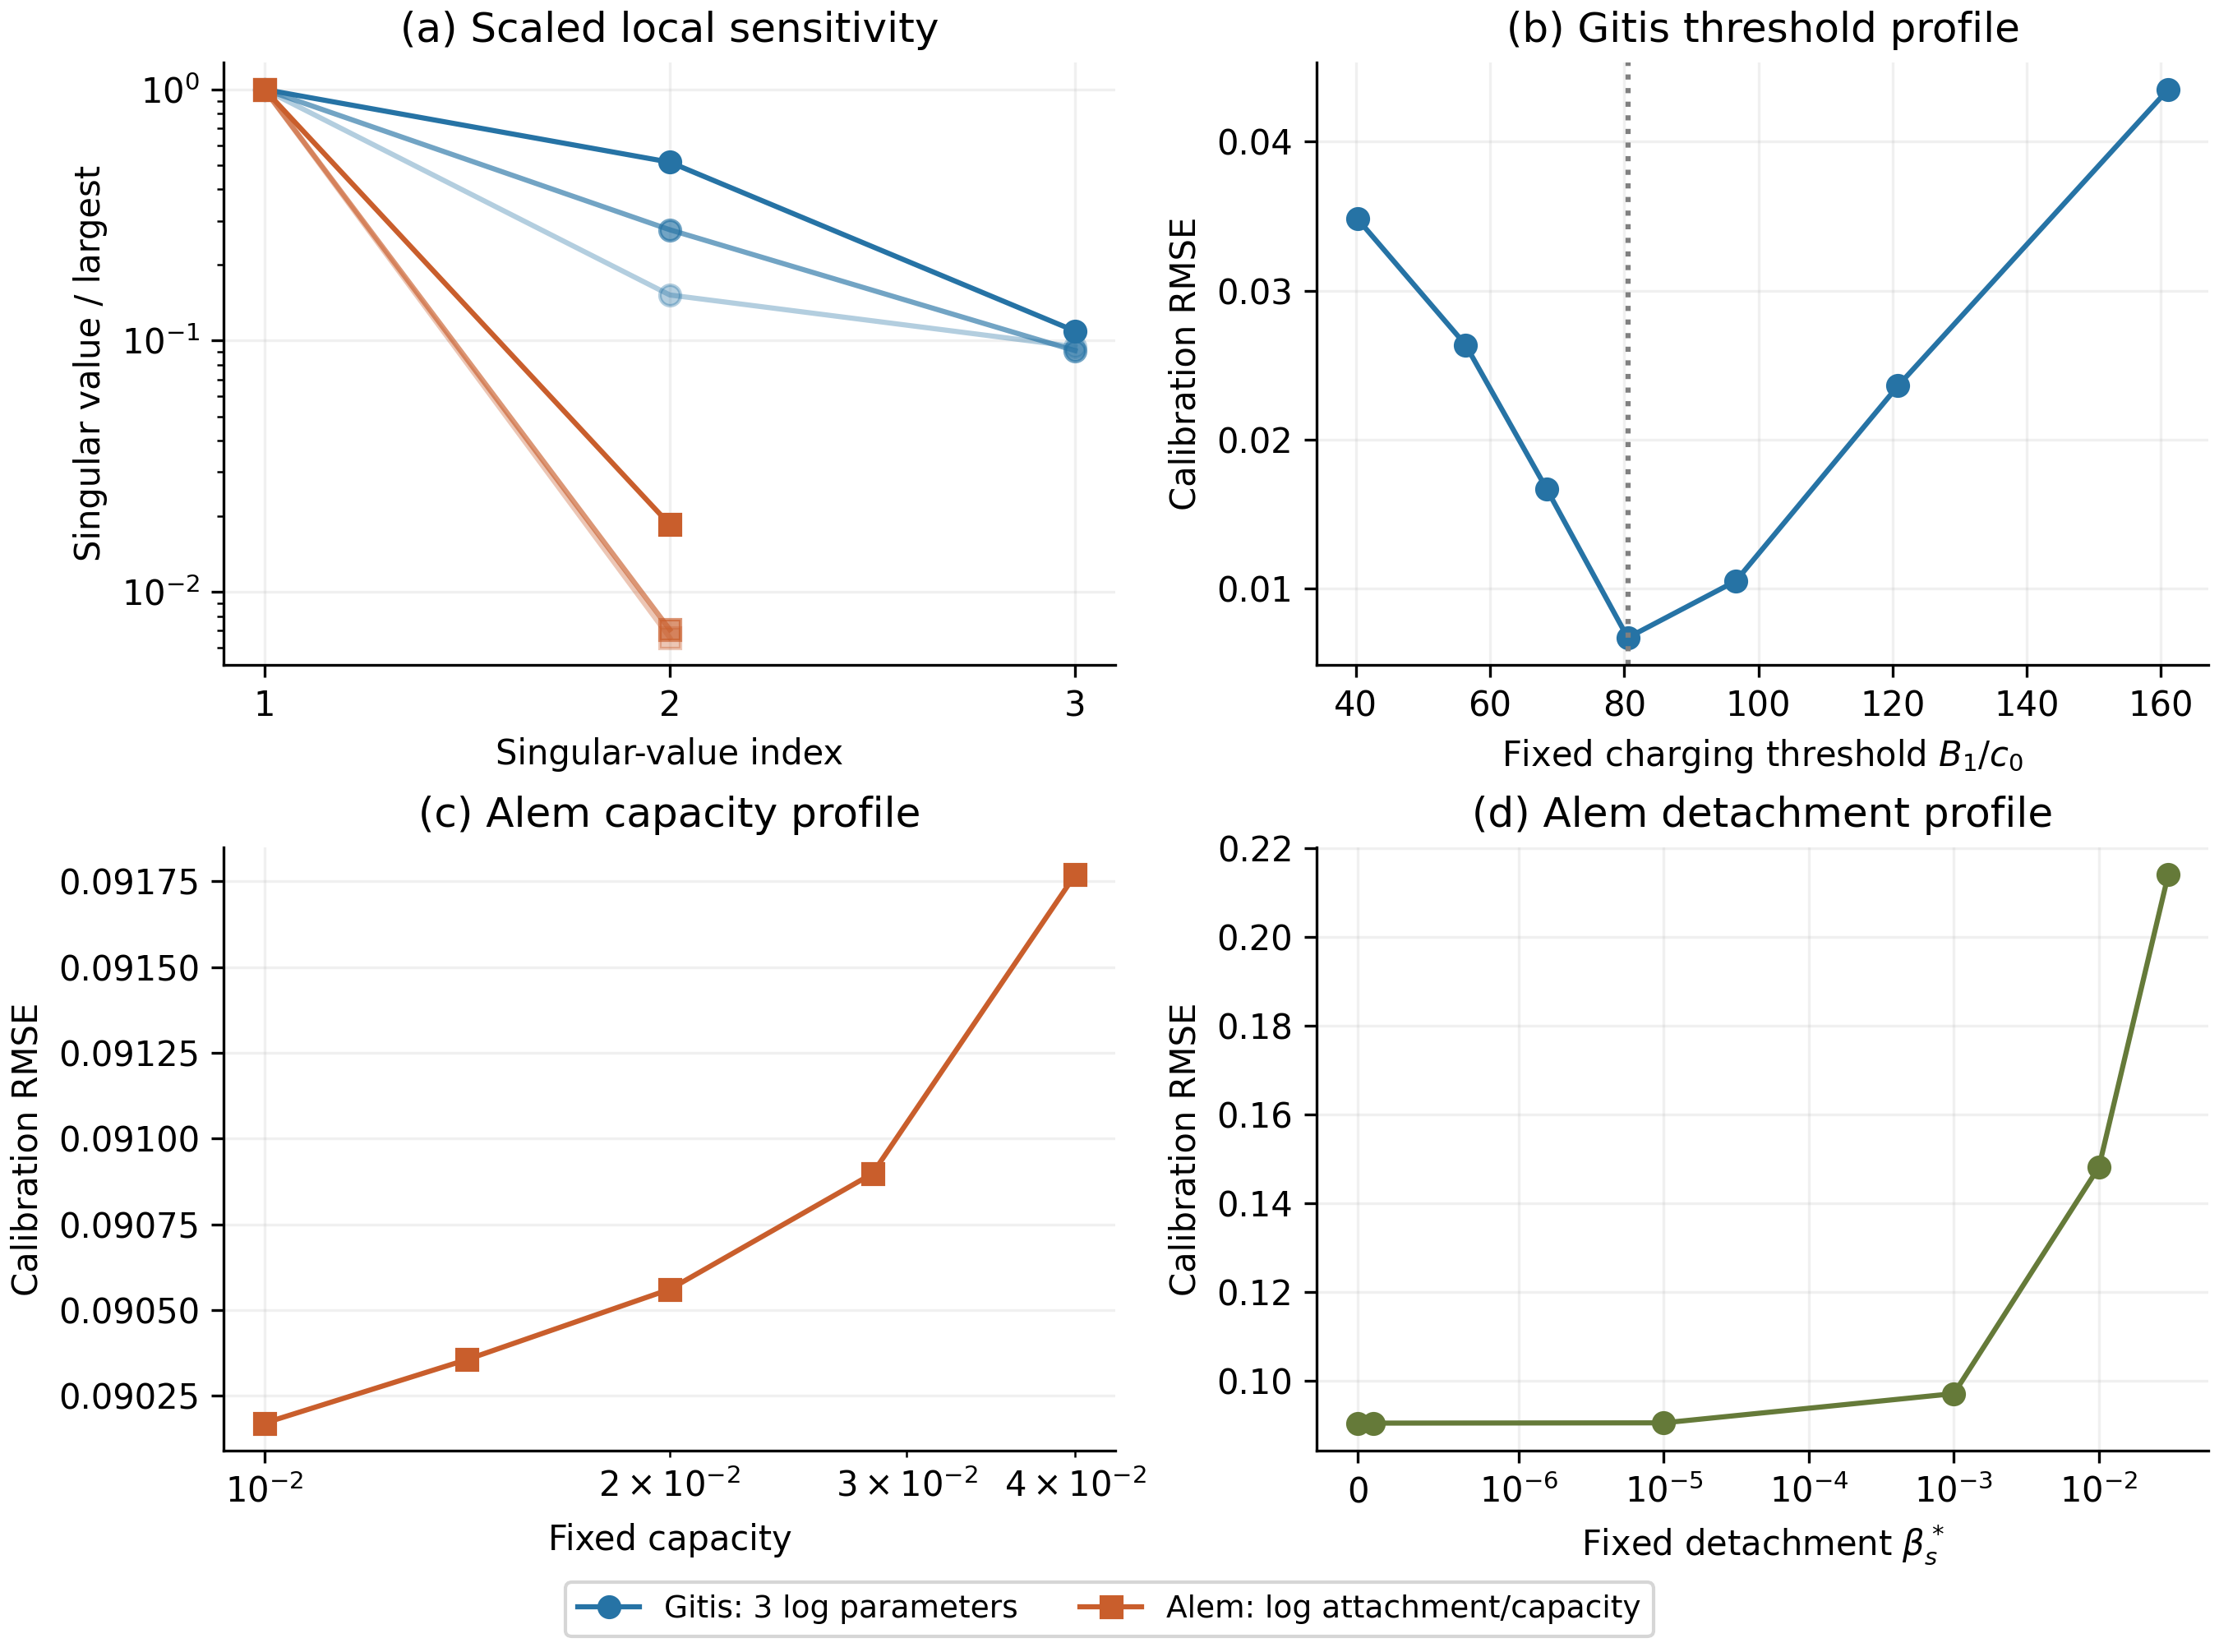 (a) Scaled local sensitivity
Singular value / largest
10⁰
10⁻¹
10⁻²
1
2
3
Singular-value index
(b) Gitis threshold profile
Calibration RMSE
0.04
0.03
0.02
0.01
40
60
80
100
120
140
160
Fixed charging threshold B₁/c₀
(c) Alem capacity profile
Calibration RMSE
0.09175
0.09150
0.09125
0.09100
0.09075
0.09050
0.09025
10⁻²
2 × 10⁻²
3 × 10⁻²
4 × 10⁻²
Fixed capacity
(d) Alem detachment profile
Calibration RMSE
0.22
0.20
0.18
0.16
0.14
0.12
0.10
0
10⁻⁶
10⁻⁵
10⁻⁴
10⁻³
10⁻²
Fixed detachment βₛ*
Gitis: 3 log parameters
Alem: log attachment/capacity